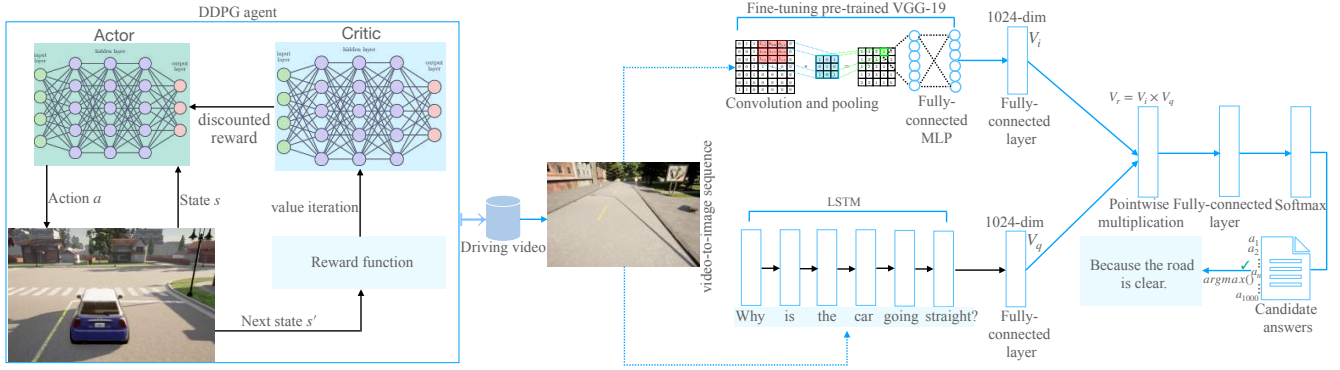 DDPG agent
Actor
hidden layer
input layer
output layer
Critic
hidden layer
input layer
output layer
discounted
reward
Action a
State s
value iteration
Reward function
Next state s′
Driving video
video-to-image sequence
Fine-tuning pre-trained VGG-19
Convolution and pooling
Fully-
connected
MLP
1024-dim
V_i
Fully-
connected
layer
LSTM
Why is the car going straight?
1024-dim
V_q
Fully-
connected
layer
V_r = V_i × V_q
Pointwise
multiplication
Fully-connected
layer
Softmax
Because the road
is clear.
argmax()
a_1
a_2
⋮
a_n
⋮
a_1000
Candidate
answers